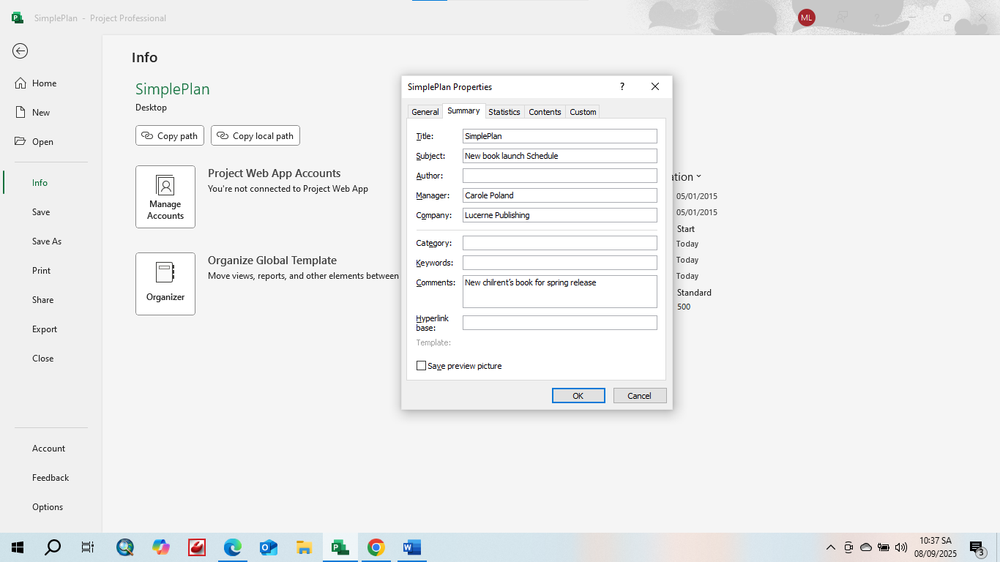 SimplePlan - Project Professional
ML
Info
Home
New
Open
Info
Save
Save As
Print
Share
Export
Close
Account
Feedback
Options
SimplePlan
Desktop
Copy path
Copy local path
Manage Accounts
Project Web App Accounts
You're not connected to Project Web App
Organizer
Organize Global Template
Move views, reports, and other elements between
SimplePlan Properties
?
General Summary Statistics Contents Custom
Title: SimplePlan
Subject: New book launch Schedule
Author:
Manager: Carole Poland
Company: Lucerne Publishing
Category:
Keywords:
Comments: New chilrent’s book for spring release
Hyperlink base:
Template:
Save preview picture
OK Cancel
ation
05/01/2015
05/01/2015
Start
Today
Today
Today
Standard
500
10:37 SA
08/09/2025
3